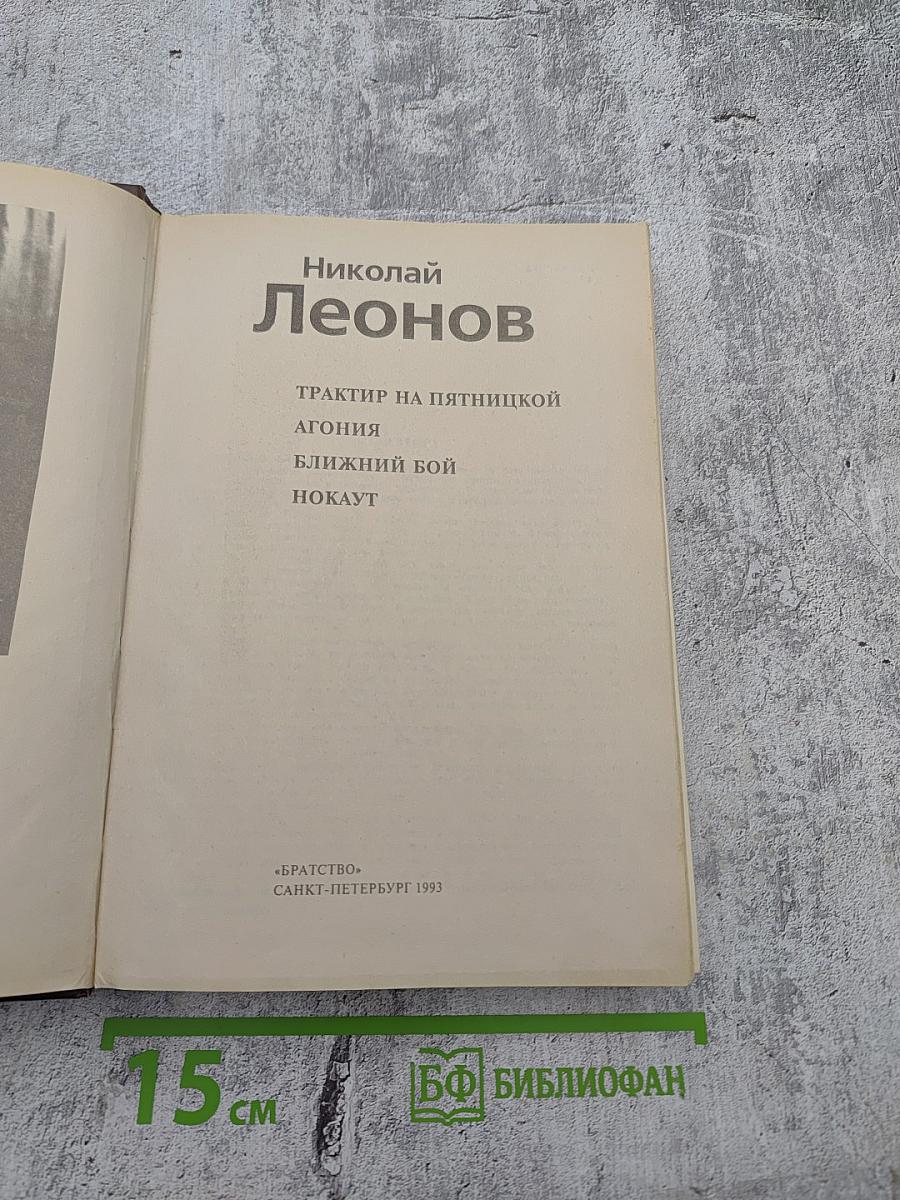 Николай
Леонов
ТРАКТИР НА ПЯТНИЦКОЙ
АГОНИЯ
БЛИЖНИЙ БОЙ
НОКАУТ
«БРАТСТВО»
САНКТ-ПЕТЕРБУРГ 1993
15 см
БФ БИБЛИОФАН